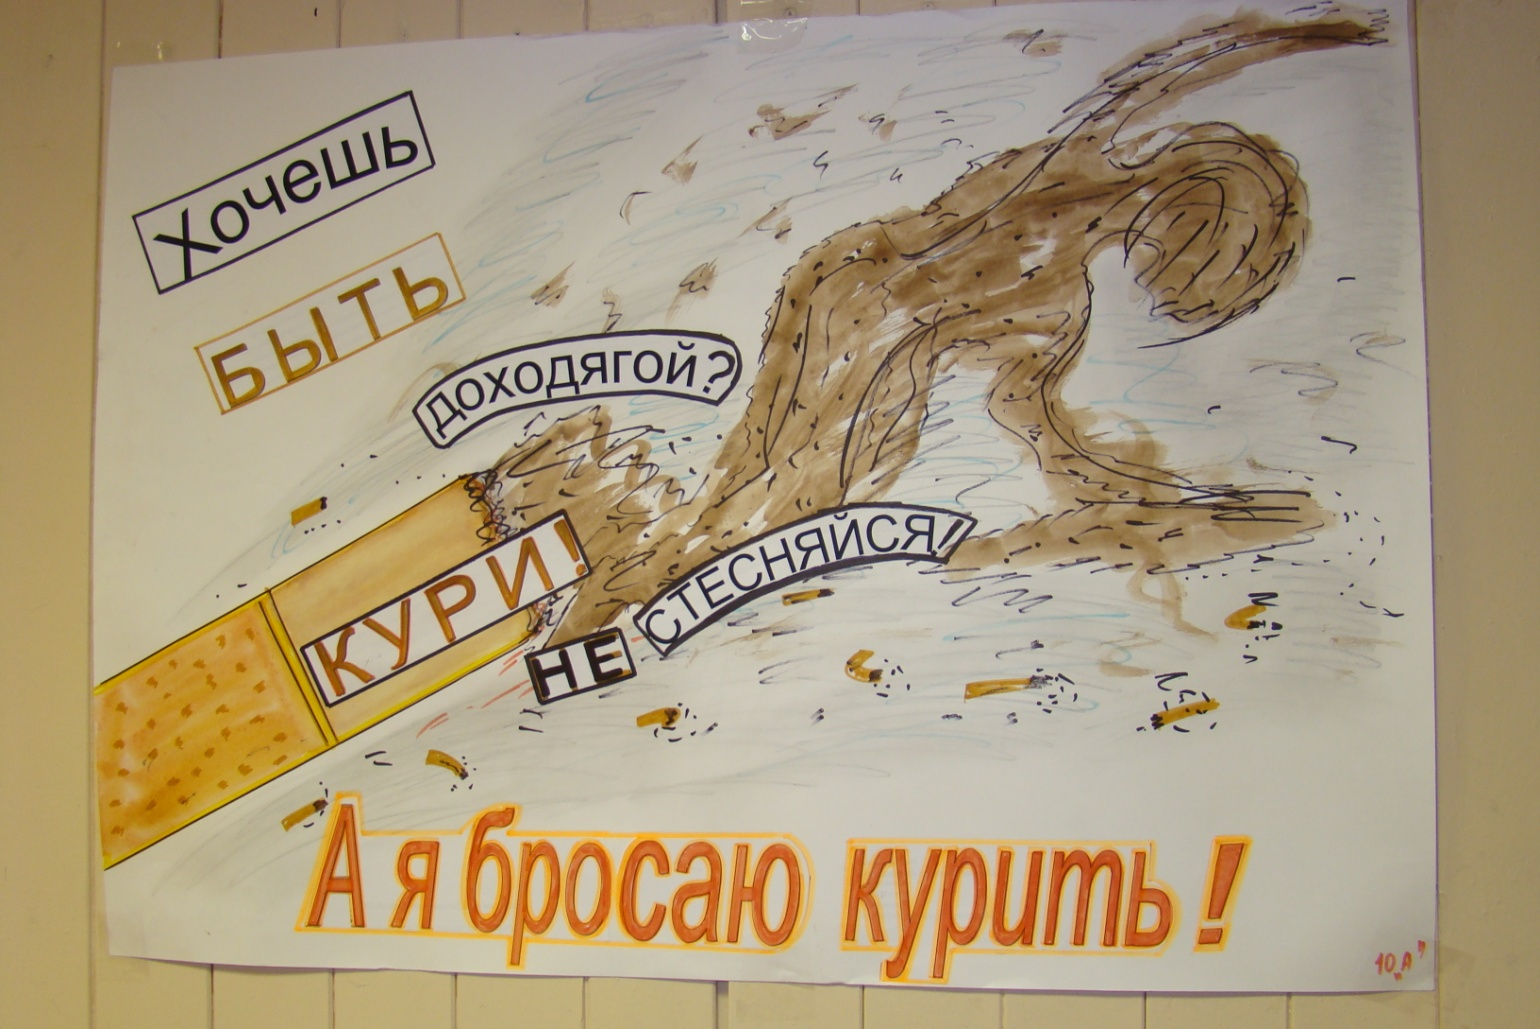 Хочешь
БЫТЬ
ДОХОДЯГОЙ?
КУРИ!
НЕ
СТЕСНЯЙСЯ!
А я бросаю курить!
10 „А"